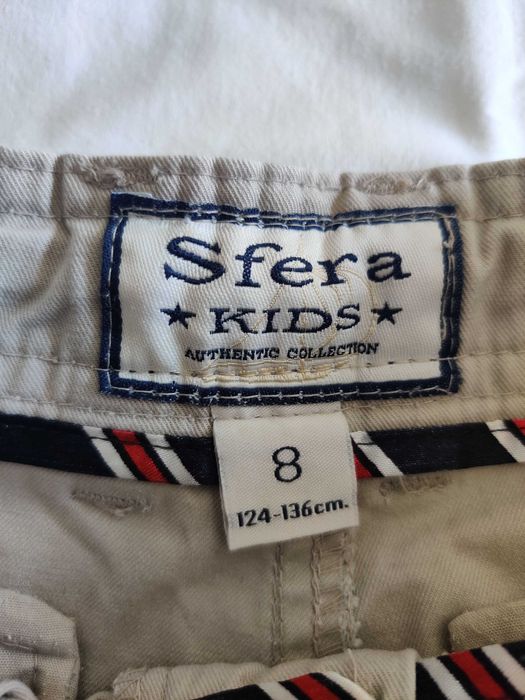 Sfera
★ KIDS ★
AUTHENTIC COLLECTION
8
124-136cm.